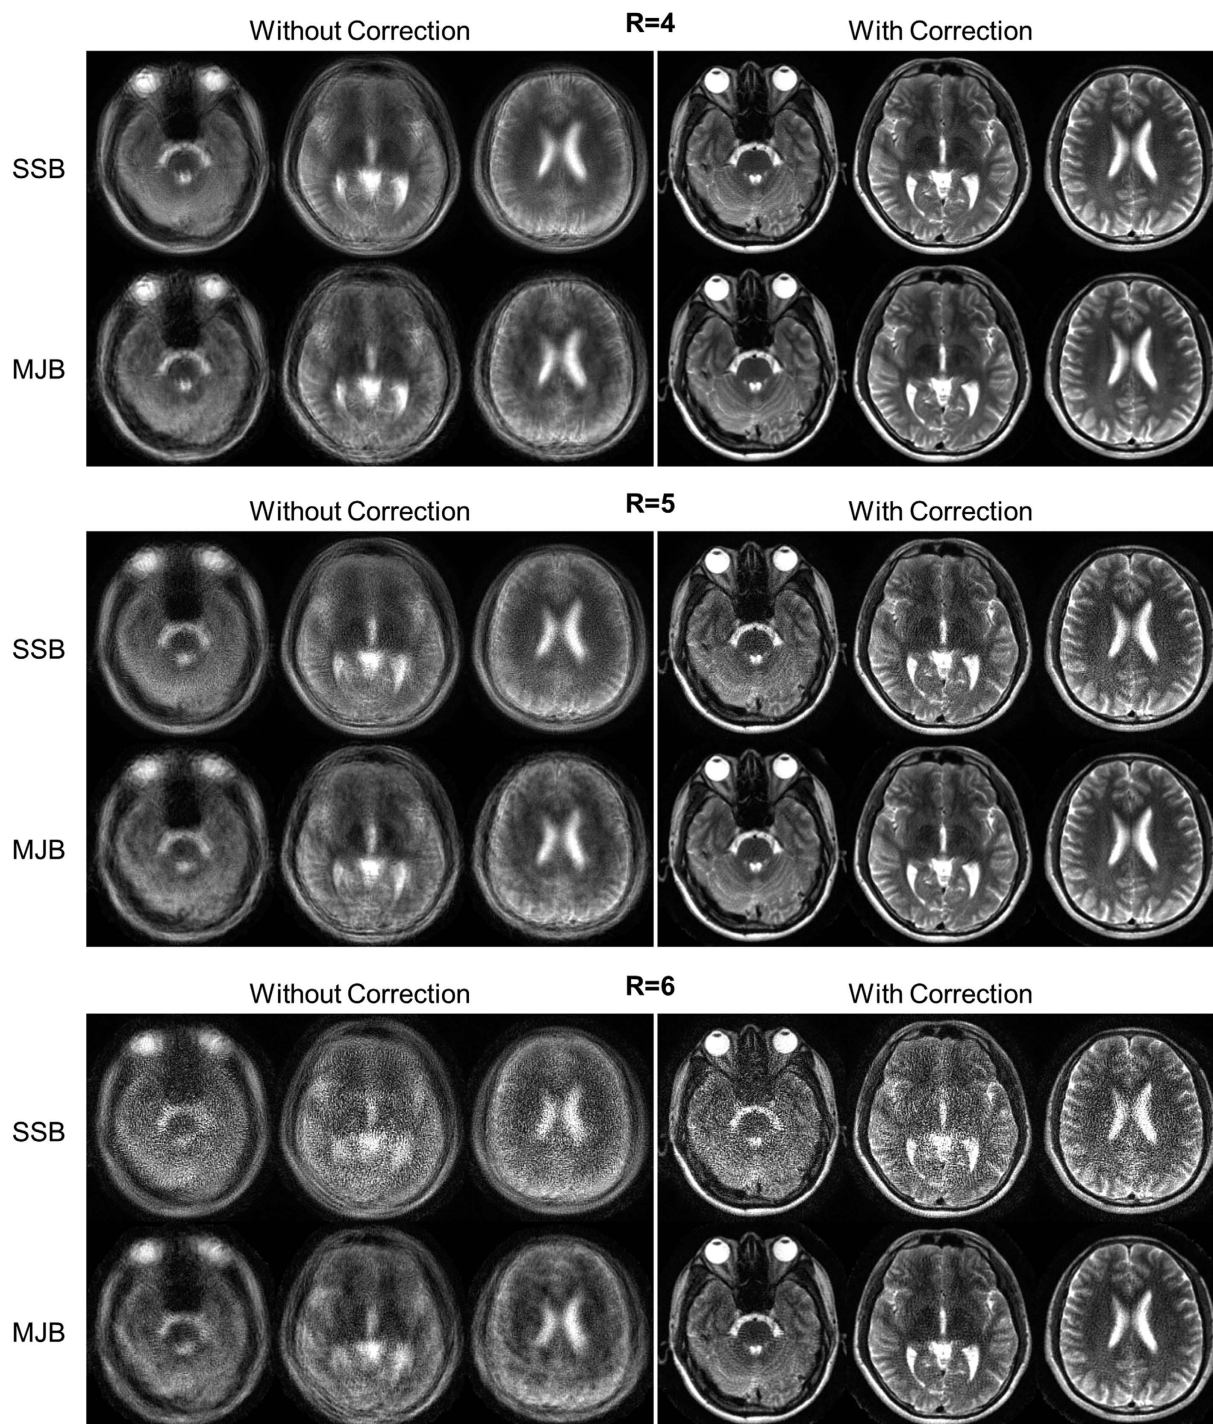 R=4
Without Correction With Correction
SSB
MJB
R=5
Without Correction With Correction
SSB
MJB
R=6
Without Correction With Correction
SSB
MJB